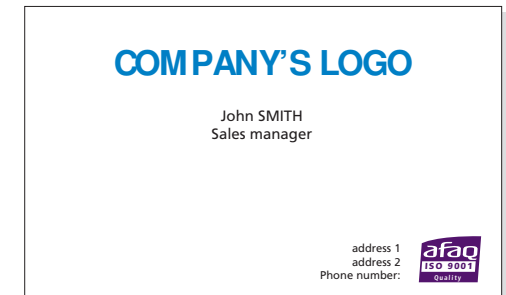 COMPANY'S LOGO
John SMITH
Sales manager
address 1
address 2
Phone number:
afaq
ISO 9001
Quality